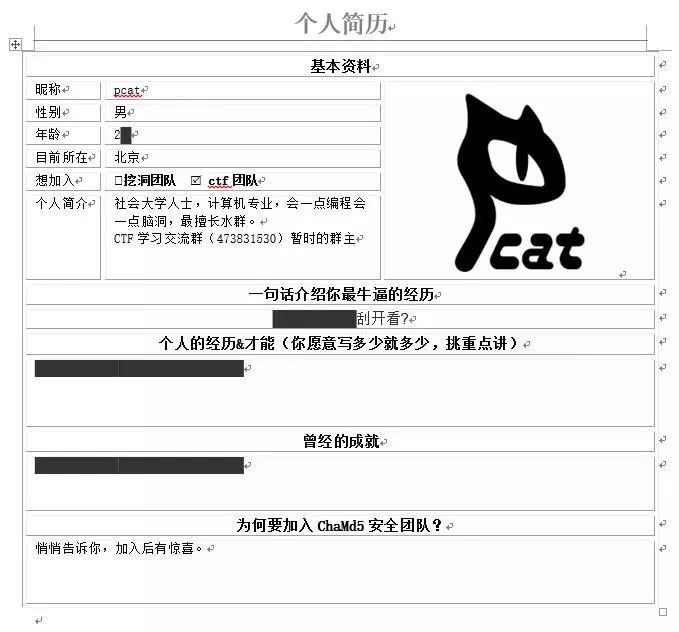 个人简历
基本资料
昵称 pcat
性别 男
年龄 2
目前所在 北京
想加入 □挖洞团队 ☑ ctf 团队
个人简介 社会大学人士，计算机专业，会一点编程会
一点脑洞，最擅长水群。
CTF 学习交流群（473831530）暂时的群主
Pcat
一句话介绍你最牛逼的经历
刮开看?
个人的经历&才能（你愿意写多少就多少，挑重点讲）
曾经的成就
为何要加入 ChaMd5 安全团队？
悄悄告诉你，加入后有惊喜。